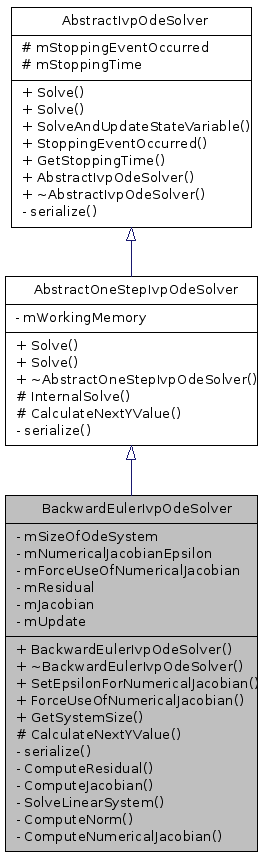 AbstractIvpOdeSolver
# mStoppingEventOccurred
# mStoppingTime
+ Solve()
+ Solve()
+ SolveAndUpdateStateVariable()
+ StoppingEventOccurred()
+ GetStoppingTime()
+ AbstractIvpOdeSolver()
+ ~AbstractIvpOdeSolver()
- serialize()
AbstractOneStepIvpOdeSolver
- mWorkingMemory
+ Solve()
+ Solve()
+ ~AbstractOneStepIvpOdeSolver()
# InternalSolve()
# CalculateNextYValue()
- serialize()
BackwardEulerIvpOdeSolver
- mSizeOfOdeSystem
- mNumericalJacobianEpsilon
- mForceUseOfNumericalJacobian
- mResidual
- mJacobian
- mUpdate
+ BackwardEulerIvpOdeSolver()
+ ~BackwardEulerIvpOdeSolver()
+ SetEpsilonForNumericalJacobian()
+ ForceUseOfNumericalJacobian()
+ GetSystemSize()
# CalculateNextYValue()
- serialize()
- ComputeResidual()
- ComputeJacobian()
- SolveLinearSystem()
- ComputeNorm()
- ComputeNumericalJacobian()